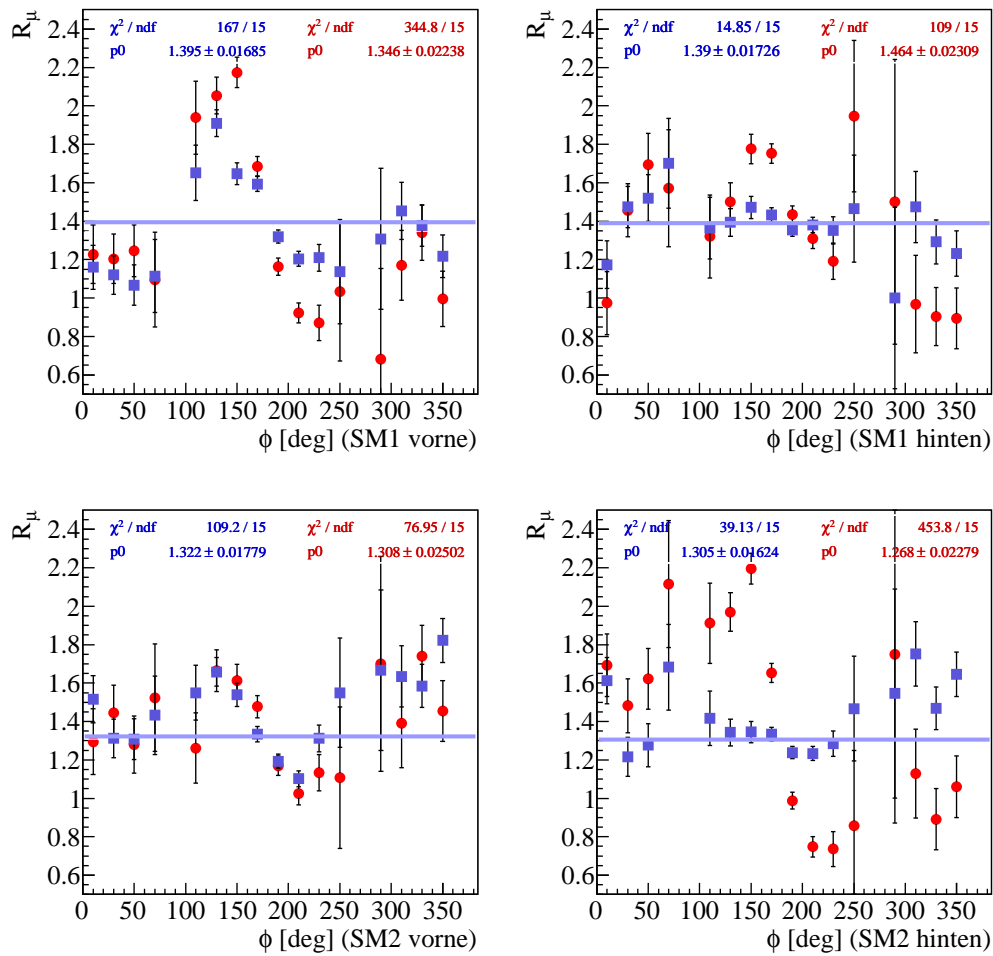 R_μ
χ² / ndf 167 / 15 χ² / ndf 344.8 / 15
p0 1.395 ± 0.01685 p0 1.346 ± 0.02238
2.4
2.2
2
1.8
1.6
1.4
1.2
1
0.8
0.6
0 50 100 150 200 250 300 350
ϕ [deg] (SM1 vorne)
R_μ
χ² / ndf 14.85 / 15 χ² / ndf 109 / 15
p0 1.39 ± 0.01726 p0 1.464 ± 0.02309
2.4
2.2
2
1.8
1.6
1.4
1.2
1
0.8
0.6
0 50 100 150 200 250 300 350
ϕ [deg] (SM1 hinten)
R_μ
χ² / ndf 109.2 / 15 χ² / ndf 76.95 / 15
p0 1.322 ± 0.01779 p0 1.308 ± 0.02502
2.4
2.2
2
1.8
1.6
1.4
1.2
1
0.8
0.6
0 50 100 150 200 250 300 350
ϕ [deg] (SM2 vorne)
R_μ
χ² / ndf 39.13 / 15 χ² / ndf 453.8 / 15
p0 1.305 ± 0.01624 p0 1.268 ± 0.02279
2.4
2.2
2
1.8
1.6
1.4
1.2
1
0.8
0.6
0 50 100 150 200 250 300 350
ϕ [deg] (SM2 hinten)